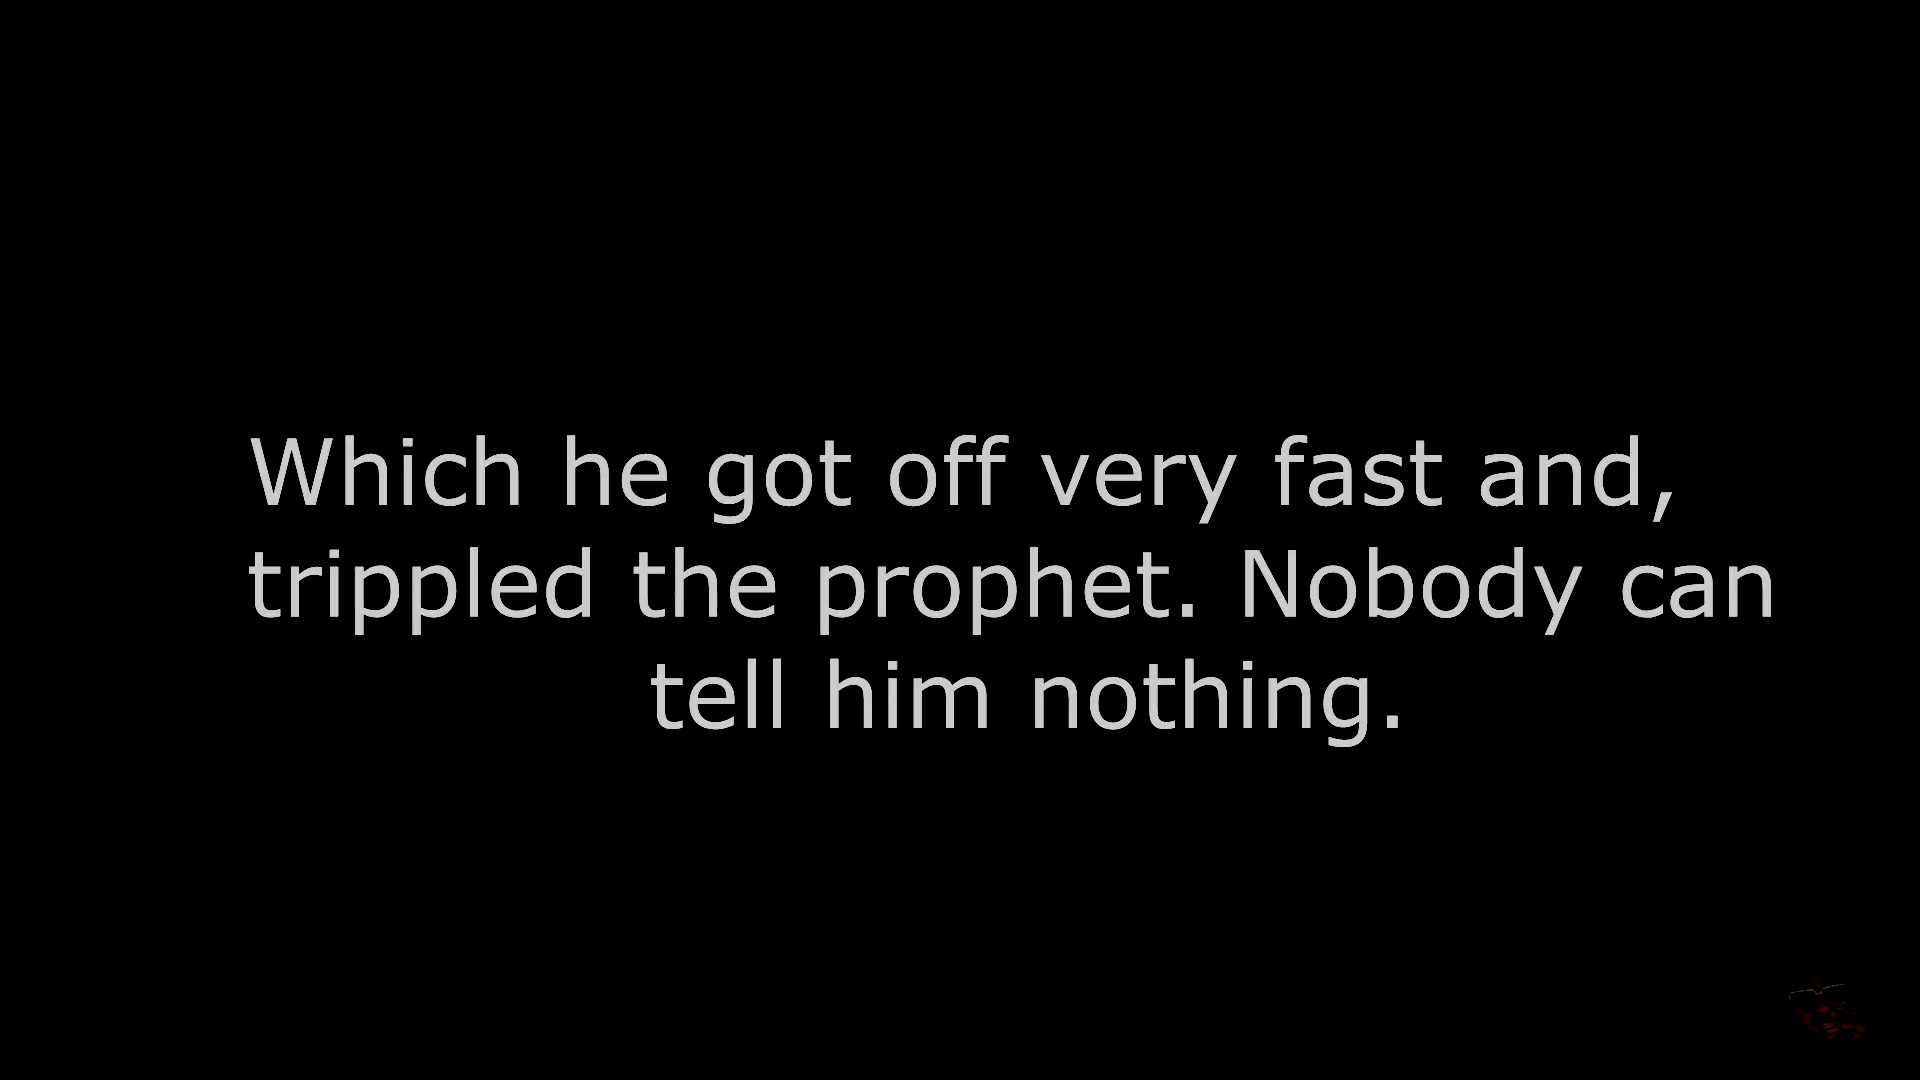 Which he got off very fast and,
trippled the prophet. Nobody can
tell him nothing.